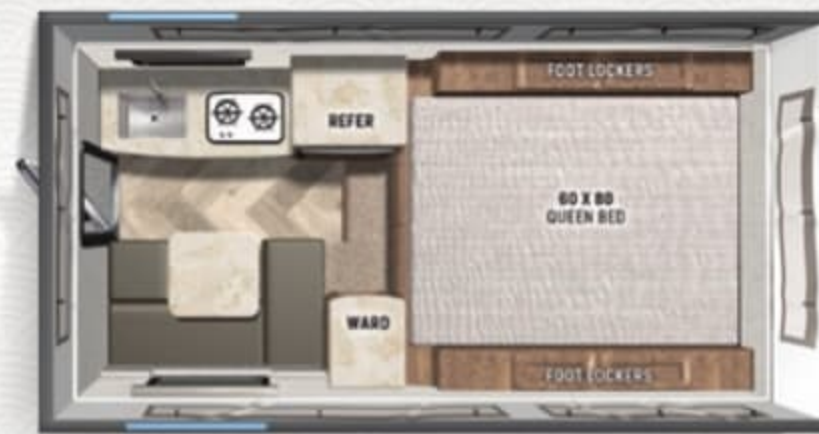 FOOT LOCKERS
REFER
60 X 80
QUEEN BED
WARD
FOOT LOCKERS